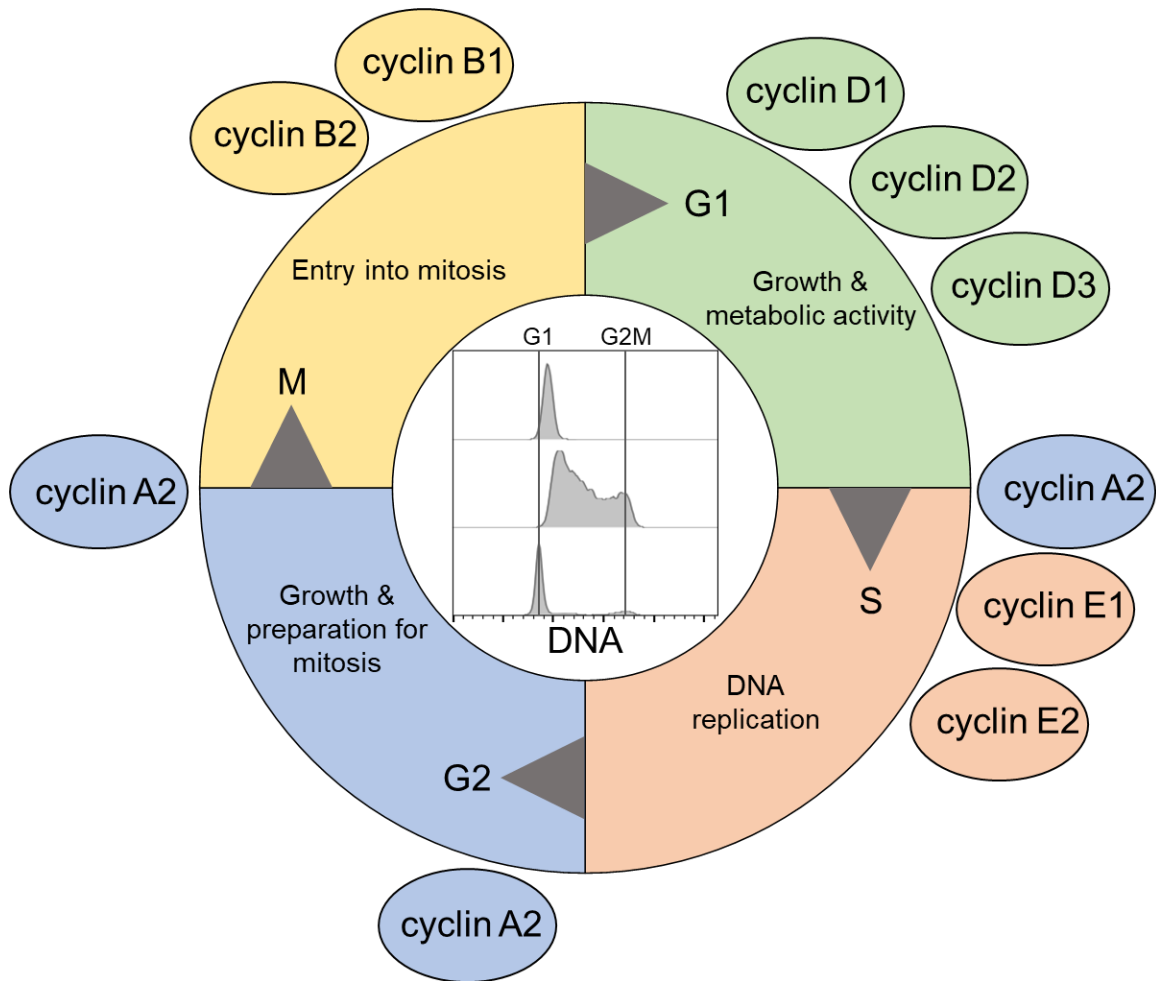 cyclin B1
cyclin B2
cyclin D1
cyclin D2
cyclin D3
G1
Entry into mitosis
Growth &
metabolic activity
M
G1
G2M
DNA
cyclin A2
cyclin A2
cyclin E1
cyclin E2
S
DNA
replication
Growth &
preparation for
mitosis
G2
cyclin A2